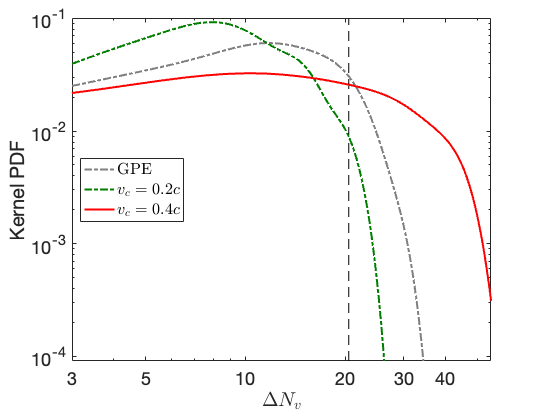 10^-1
10^-2
10^-3
10^-4
Kernel PDF
GPE
v_c = 0.2c
v_c = 0.4c
3 5 10 20 30 40
ΔN_v